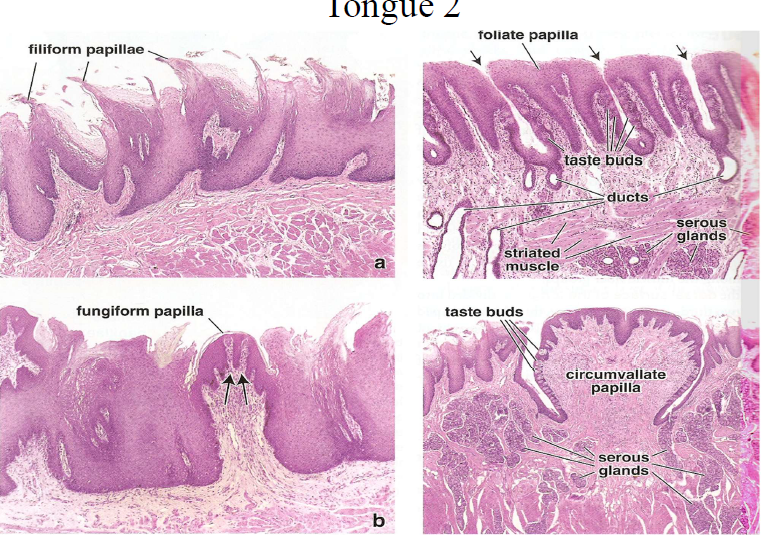 Tongue 2
filiform papillae
a
foliate papilla
taste buds
ducts
serous
glands
striated
muscle
fungiform papilla
b
taste buds
circumvallate
papilla
serous
glands